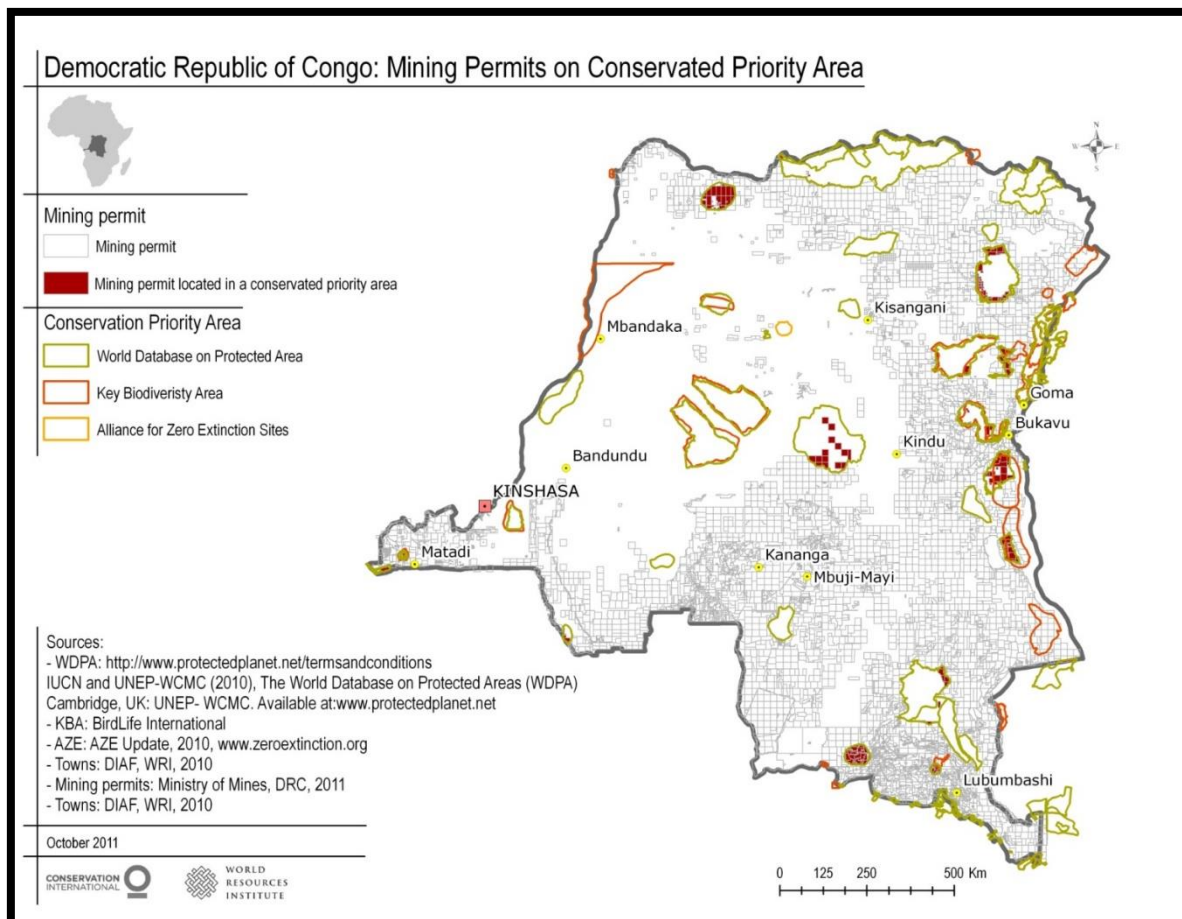 Democratic Republic of Congo: Mining Permits on Conservated Priority Area
N
W E
S
Mining permit
Mining permit
Mining permit located in a conservated priority area
Conservation Priority Area
World Database on Protected Area
Key Biodiveristy Area
Alliance for Zero Extinction Sites
Kisangani
Mbandaka
Goma
Bukavu
Kindu
Bandundu
KINSHASA
Matadi
Kananga
Mbuji-Mayi
Lubumbashi
Sources:
- WDPA: http://www.protectedplanet.net/termsandconditions
IUCN and UNEP-WCMC (2010), The World Database on Protected Areas (WDPA)
Cambridge, UK: UNEP- WCMC. Available at:www.protectedplanet.net
- KBA: BirdLife International
- AZE: AZE Update, 2010, www.zeroextinction.org
- Towns: DIAF, WRI, 2010
- Mining permits: Ministry of Mines, DRC, 2011
- Towns: DIAF, WRI, 2010
October 2011
CONSERVATION
INTERNATIONAL
WORLD
RESOURCES
INSTITUTE
0 125 250 500 Km